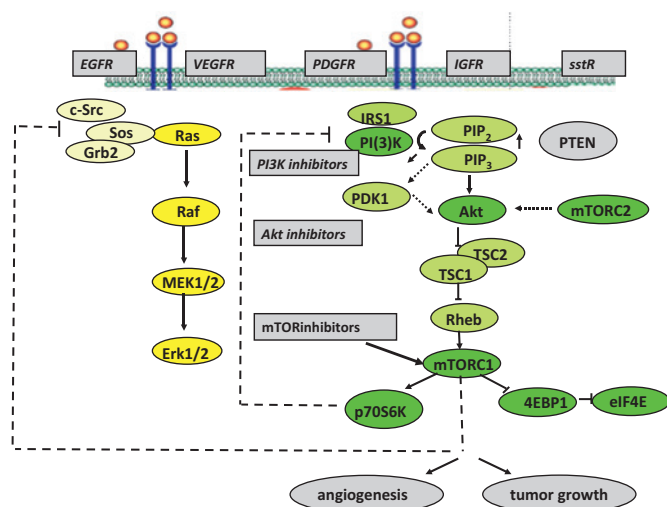 EGFR
VEGFR
PDGFR
IGFR
sstR
c-Src
Sos
Ras
Grb2
IRS1
PI(3)K
PIP2
PIP3
PTEN
PI3K inhibitors
PDK1
Raf
Akt
mTORC2
Akt inhibitors
TSC2
TSC1
MEK1/2
Rheb
mTORinhibitors
Erk1/2
mTORC1
p70S6K
4EBP1
eIF4E
angiogenesis
tumor growth